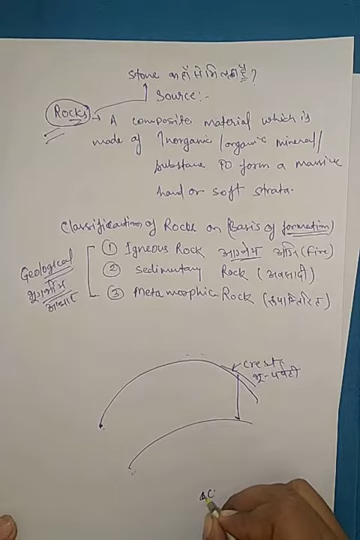 Stone कहाँ से मिलता है ?
Source :-
Rocks → A composite material which is
made of Inorganic / organic mineral /
substance to form a massive
hard or soft strata.
Classification of Rocks on Basis of formation)
Geological
① Igneous Rock आग्नेय अग्नि (Fire)
② Sedimentary Rock (अवसादी)
③ Metamorphic Rock (रूपांतरित)
crest
भू-पर्पटी